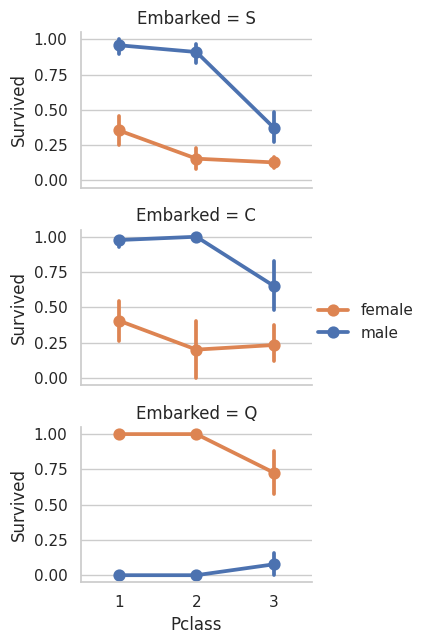 Embarked = S
1.00
0.75
0.50
0.25
0.00
Survived
Embarked = C
1.00
0.75
0.50
0.25
0.00
Survived
female
male
Embarked = Q
1.00
0.75
0.50
0.25
0.00
Survived
1 2 3
Pclass